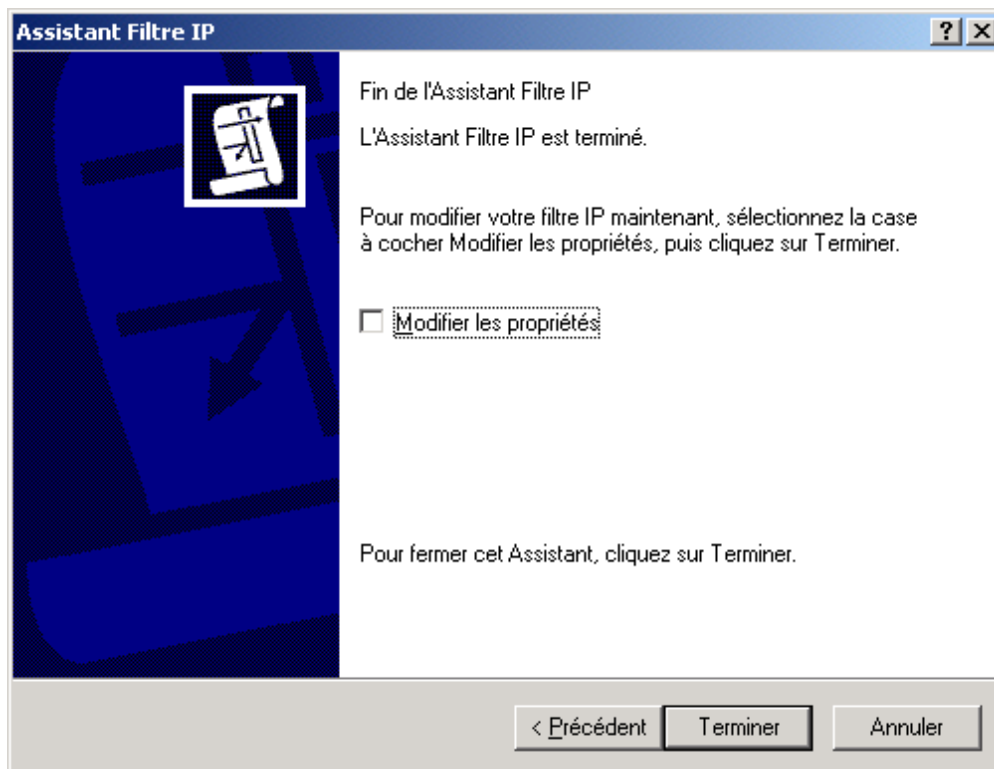 Assistant Filtre IP
Fin de l'Assistant Filtre IP
L'Assistant Filtre IP est terminé.
Pour modifier votre filtre IP maintenant, sélectionnez la case
à cocher Modifier les propriétés, puis cliquez sur Terminer.
Modifier les propriétés
Pour fermer cet Assistant, cliquez sur Terminer.
< Précédent
Terminer
Annuler